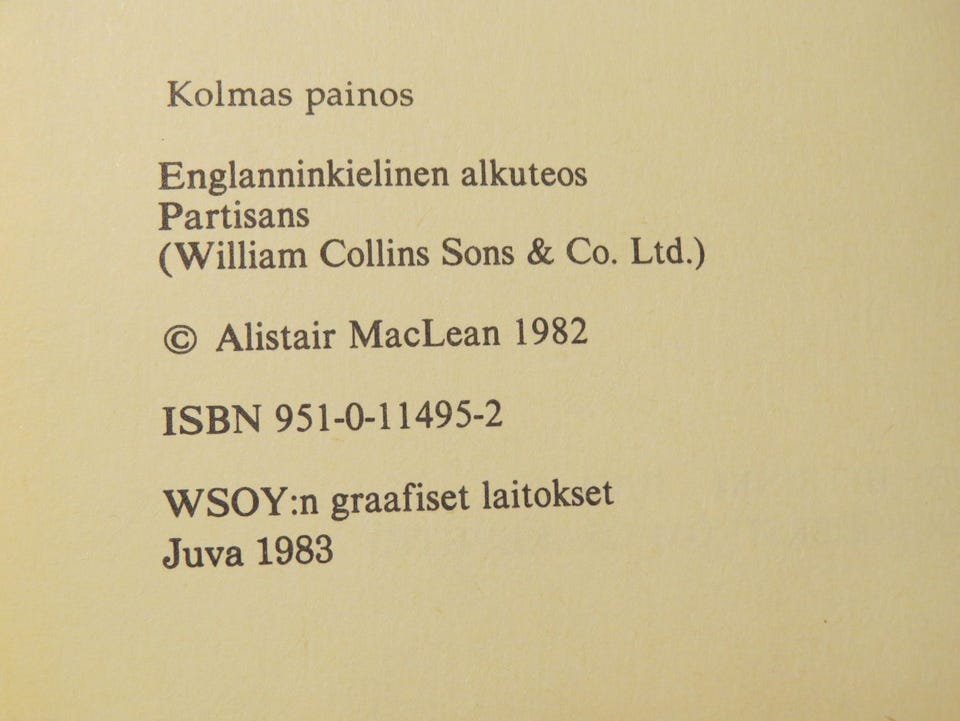 Kolmas painos
Englanninkielinen alkuteos
Partisans
(William Collins Sons & Co. Ltd.)
© Alistair MacLean 1982
ISBN 951-0-11495-2
WSOY:n graafiset laitokset
Juva 1983